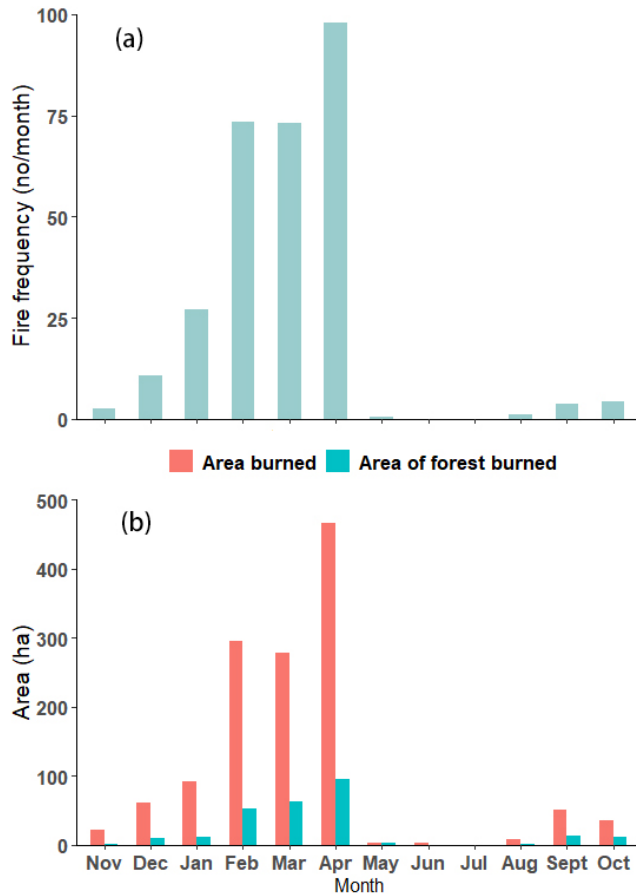 (a)
Fire frequency (no/month)
100
75
50
25
0
Area burned Area of forest burned
(b)
Area (ha)
500
400
300
200
100
0
Nov Dec Jan Feb Mar Apr May Jun Jul Aug Sept Oct
Month